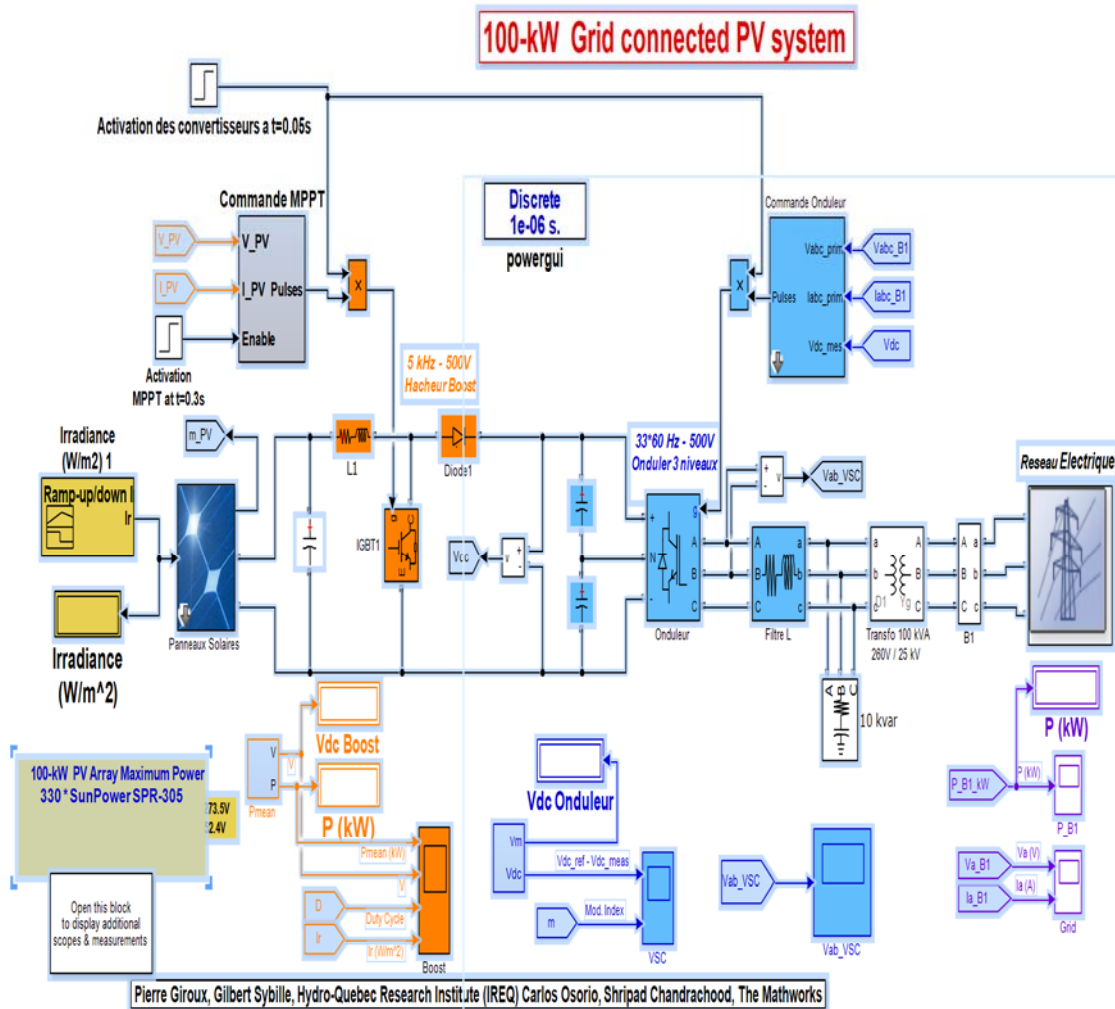 100-kW Grid connected PV system
Activation des convertisseurs a t=0.05s
Commande MPPT
V_PV
I_PV
V_PV
I_PV Pulses
Enable
Activation
MPPT at t=0.3s
x
Discrete
1e-06 s.
powergui
Commande Onduleur
Vabc_prim
Pulses
Iabc_prim
Vdc_mes
Vabc_B1
Iabc_B1
Vdc
x
5 kHz - 500V
Hacheur Boost
33*60 Hz - 500V
Onduler 3 niveaux
Irradiance
(W/m2) 1
Ramp-up/down I
Ir
Irradiance
(W/m^2)
m_PV
Panneaux Solaires
L1
Diode1
g
C
E
IGBT1
Vcc
v
+
-
+
N
-
g
A
B
C
Onduleur
+
-
v
Vab_VSC
A
B
C
a
b
c
Filtre L
a
b
c
A
B
C
D1
Yg
Transfo 100 kVA
260V / 25 kV
A
B
C
a
b
c
B1
Reseau Electrique
A
B
C
10 kvar
100-kW PV Array Maximum Power
330 * SunPower SPR-305
273.5V
Open this block
to display additional
scopes & measurements
V
P
Pmean
V
Vdc Boost
P (kW)
Pmean (kW)
V
D
Duty Cycle
Ir
Ir (W/m^2)
Boost
Vdc Onduleur
Vm
Vdc
Vdc_ref - Vdc_meas
m
Mod. Index
VSC
Vab_VSC
Vab_VSC
P (kW)
P_B1_kW
P (kW)
P_B1
Va_B1
Va (V)
Ia_B1
Ia (A)
Grid
Pierre Giroux, Gilbert Sybille, Hydro-Quebec Research Institute (IREQ) Carlos Osorio, Shripad Chandrachood, The Mathworks